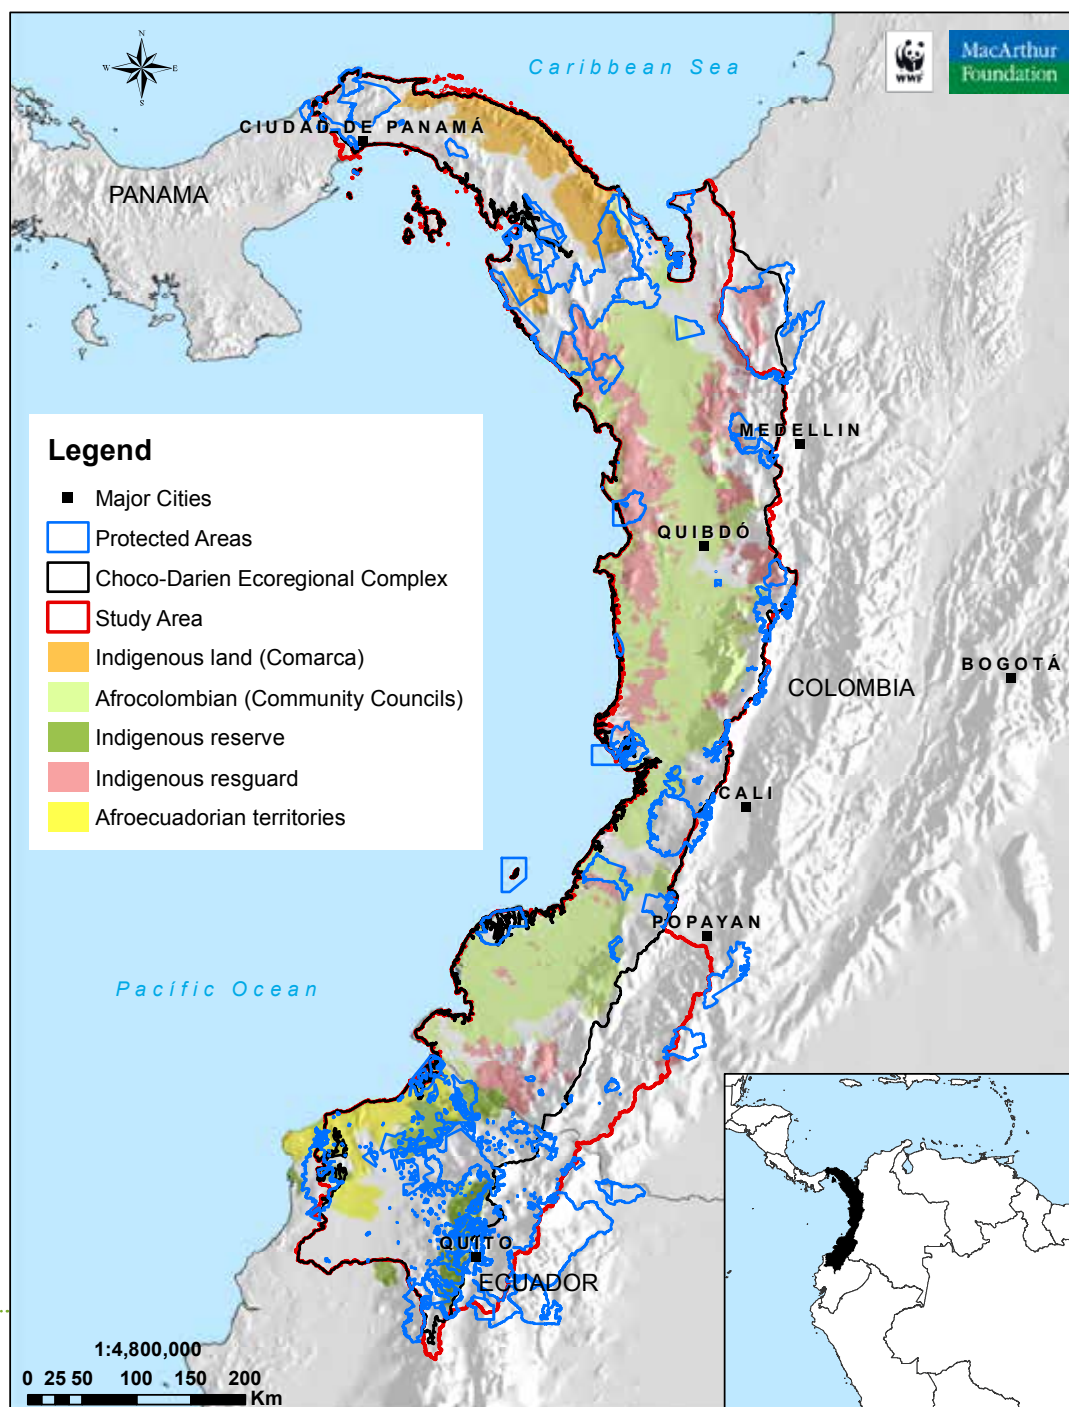 N
W E
S
Caribbean Sea
WWF
MacArthur
Foundation
CIUDAD DE PANAMÁ
PANAMA
Legend
Major Cities
Protected Areas
Choco-Darien Ecoregional Complex
Study Area
Indigenous land (Comarca)
Afrocolombian (Community Councils)
Indigenous reserve
Indigenous resguard
Afroecuadorian territories
MEDELLIN
QUIBDÓ
BOGOTÁ
COLOMBIA
CALI
POPAYAN
Pacífic Ocean
QUITO
ECUADOR
1:4,800,000
0 25 50 100 150 200
Km